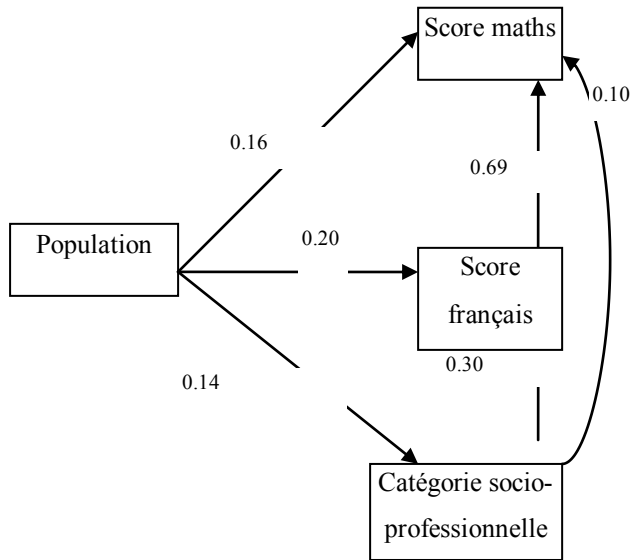 Score maths
0.10
0.16
0.69
Population
0.20
Score
français
0.30
0.14
Catégorie socio-
professionnelle